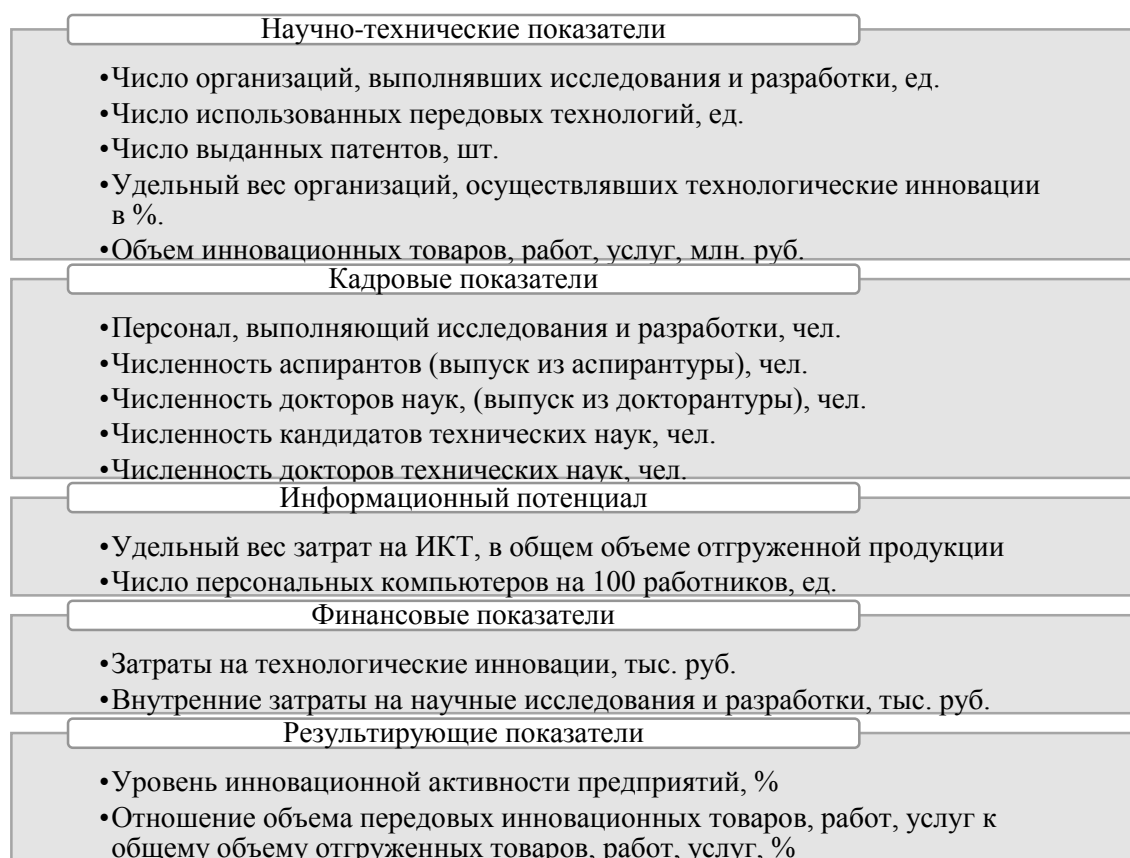 Научно-технические показатели
•Число организаций, выполнявших исследования и разработки, ед.
•Число использованных передовых технологий, ед.
•Число выданных патентов, шт.
•Удельный вес организаций, осуществлявших технологические инновации
в %.
•Объем инновационных товаров, работ, услуг, млн. руб.
Кадровые показатели
•Персонал, выполняющий исследования и разработки, чел.
•Численность аспирантов (выпуск из аспирантуры), чел.
•Численность докторов наук, (выпуск из докторантуры), чел.
•Численность кандидатов технических наук, чел.
•Численность докторов технических наук, чел.
Информационный потенциал
•Удельный вес затрат на ИКТ, в общем объеме отгруженной продукции
•Число персональных компьютеров на 100 работников, ед.
Финансовые показатели
•Затраты на технологические инновации, тыс. руб.
•Внутренние затраты на научные исследования и разработки, тыс. руб.
Результирующие показатели
•Уровень инновационной активности предприятий, %
•Отношение объема передовых инновационных товаров, работ, услуг к
общему объему отгруженных товаров, работ, услуг, %